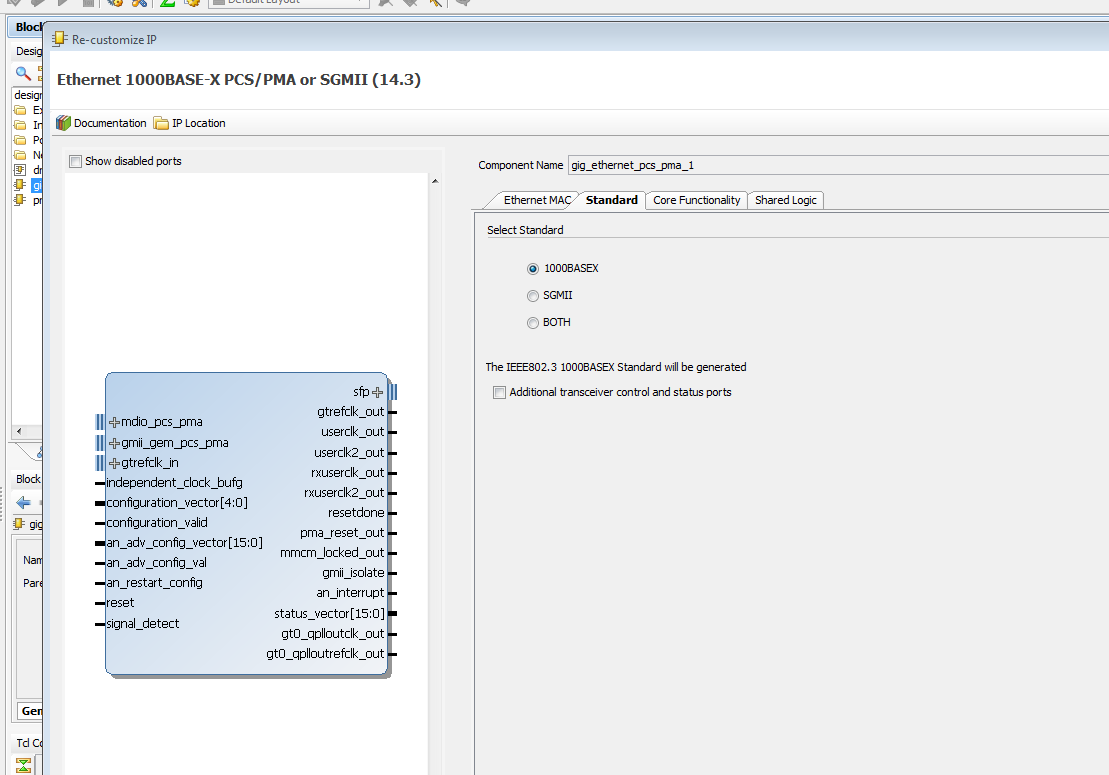 Default Layout
Block
Re-customize IP
Desig
Ethernet 1000BASE-X PCS/PMA or SGMII (14.3)
Documentation IP Location
Show disabled ports
Component Name gig_ethernet_pcs_pma_1
Ethernet MAC Standard Core Functionality Shared Logic
Select Standard
1000BASEX
SGMII
BOTH
The IEEE802.3 1000BASEX Standard will be generated
Additional transceiver control and status ports
design
Ex
In
Po
Ne
dr
gi
pr
sfp
gtrefclk_out
mdio_pcs_pma
userclk_out
gmii_gem_pcs_pma
userclk2_out
gtrefclk_in
rxuserclk_out
independent_clock_bufg
rxuserclk2_out
configuration_vector[4:0]
resetdone
configuration_valid
pma_reset_out
an_adv_config_vector[15:0]
mmcm_locked_out
an_adv_config_val
gmii_isolate
an_restart_config
an_interrupt
reset
status_vector[15:0]
signal_detect
gt0_qplloutclk_out
gt0_qplloutrefclk_out
Block
gig
Nam
Pare
Gen
Tcl Co